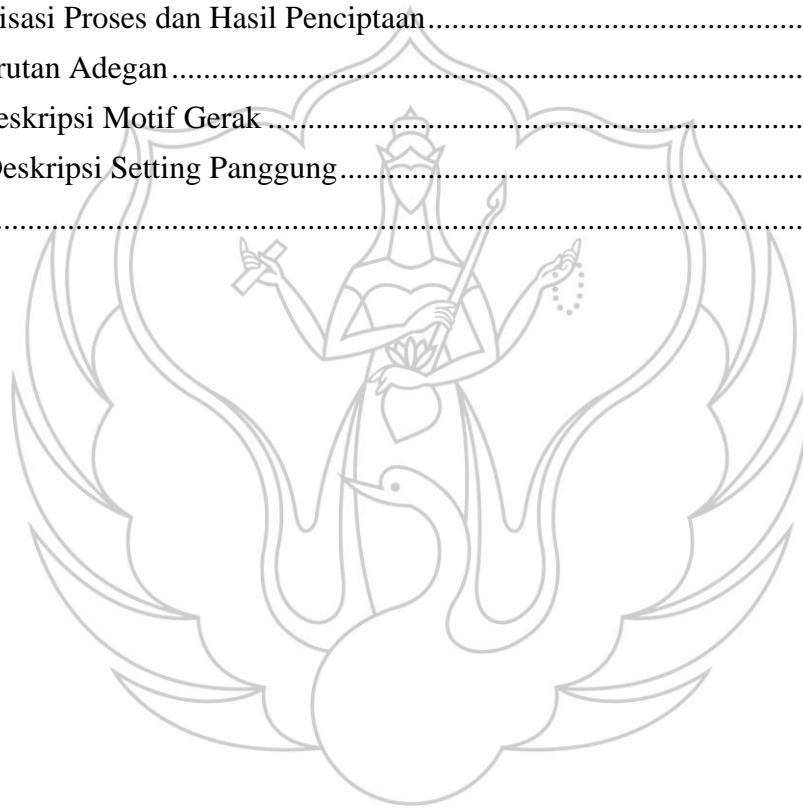 isasi Proses dan Hasil Penciptaan................................................
rutan Adegan................................................................................
eskripsi Motif Gerak ....................................................................
Deskripsi Setting Panggung..........................................................
....................................................................................................